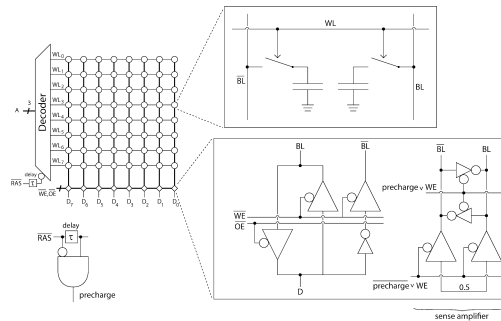 WL
WL0
WL1
WL2
WL3
WL4
WL5
WL6
WL7
3
A
Decoder
BL
BL
delay
RAS
τ
WE,OE
D7 D6 D5 D4 D3 D2 D1 D0
BL
BL
BL
BL
precharge v WE
WE
OE
D
precharge v WE
0.5
sense amplifier
delay
RAS
τ
precharge